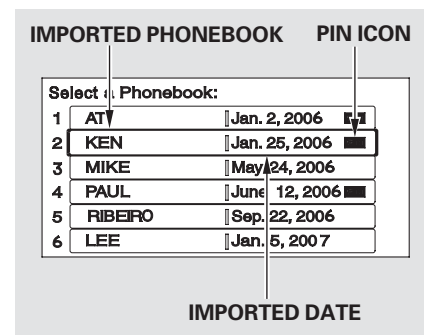 IMPORTED PHONEBOOK PIN ICON
Select a Phonebook:
1 AT Jan. 2, 2006
2 KEN Jan. 25, 2006
3 MIKE May 24, 2006
4 PAUL June 12, 2006
5 RIBEIRO Sep. 22, 2006
6 LEE Jan. 5, 2007
IMPORTED DATE